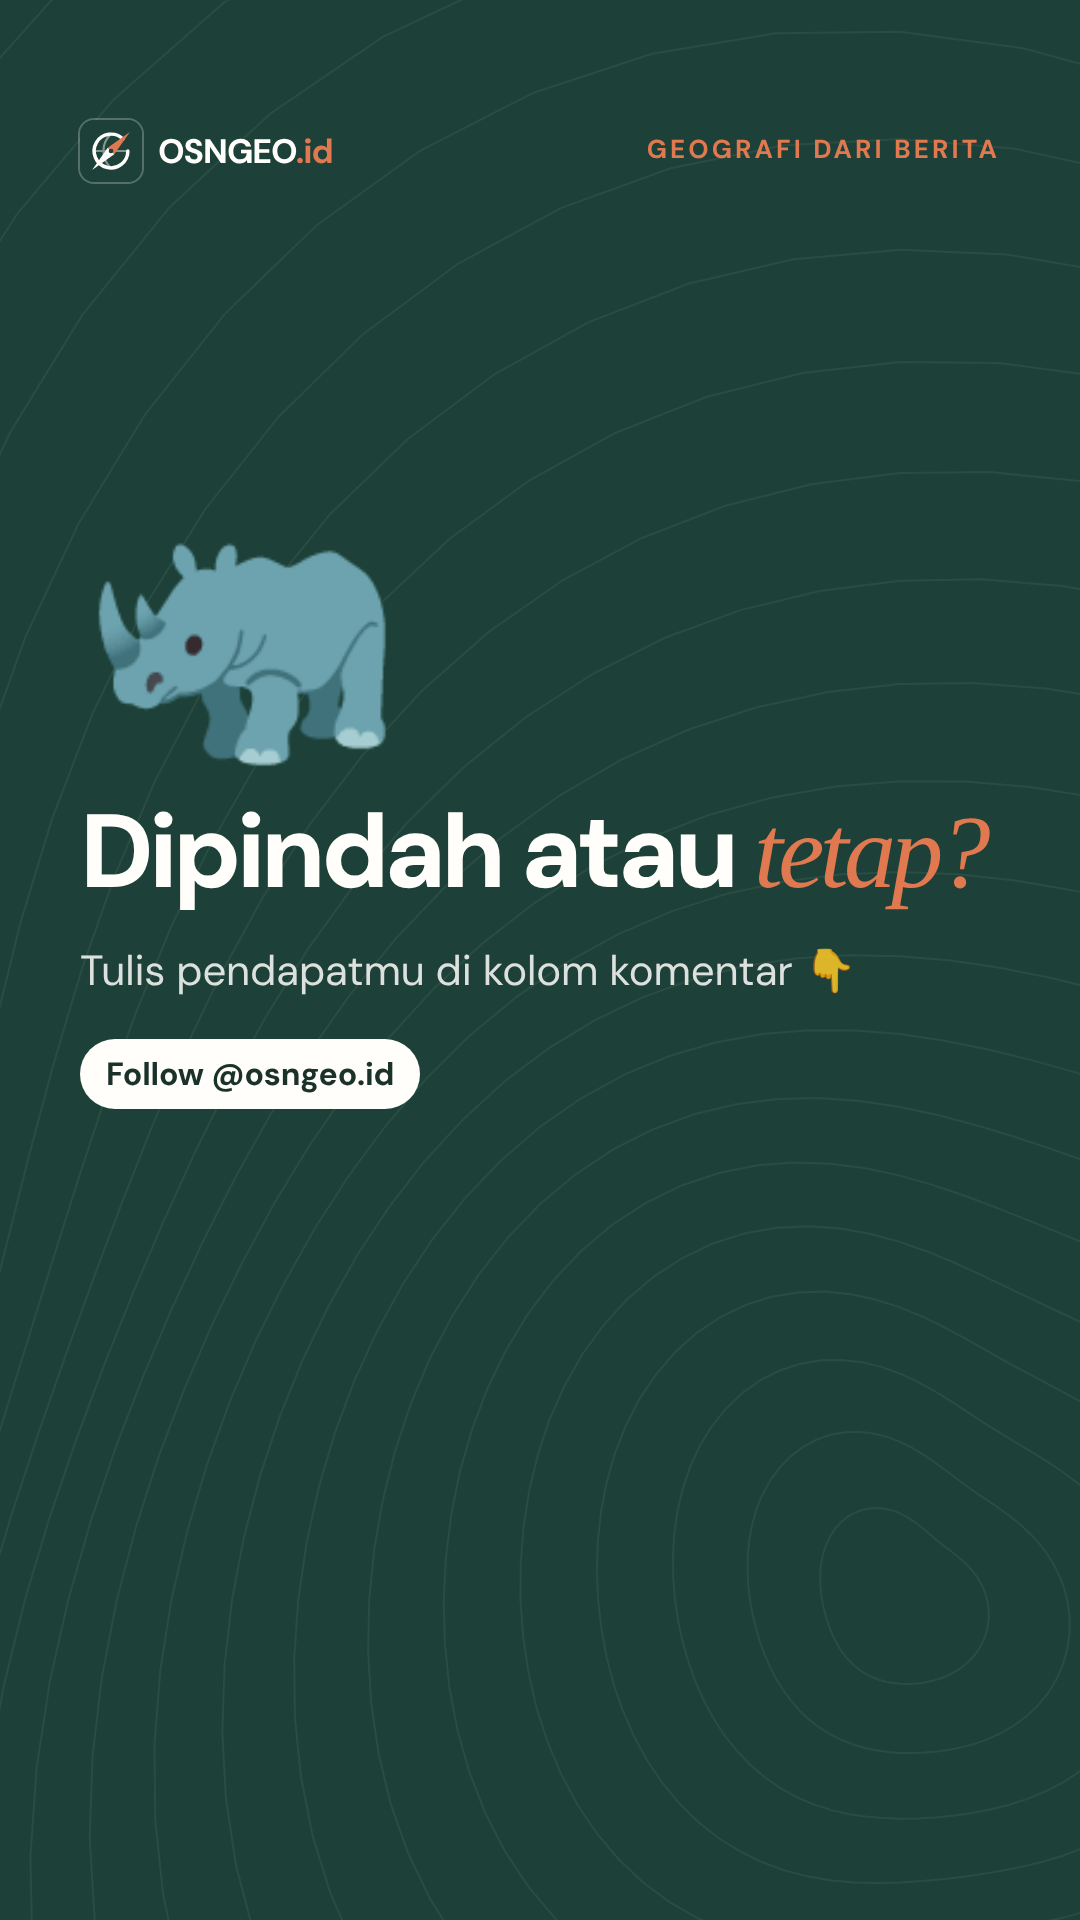 OSNGEO.id
GEOGRAFI DARI BERITA
Dipindah atau tetap?
Tulis pendapatmu di kolom komentar 👇
Follow @osngeo.id